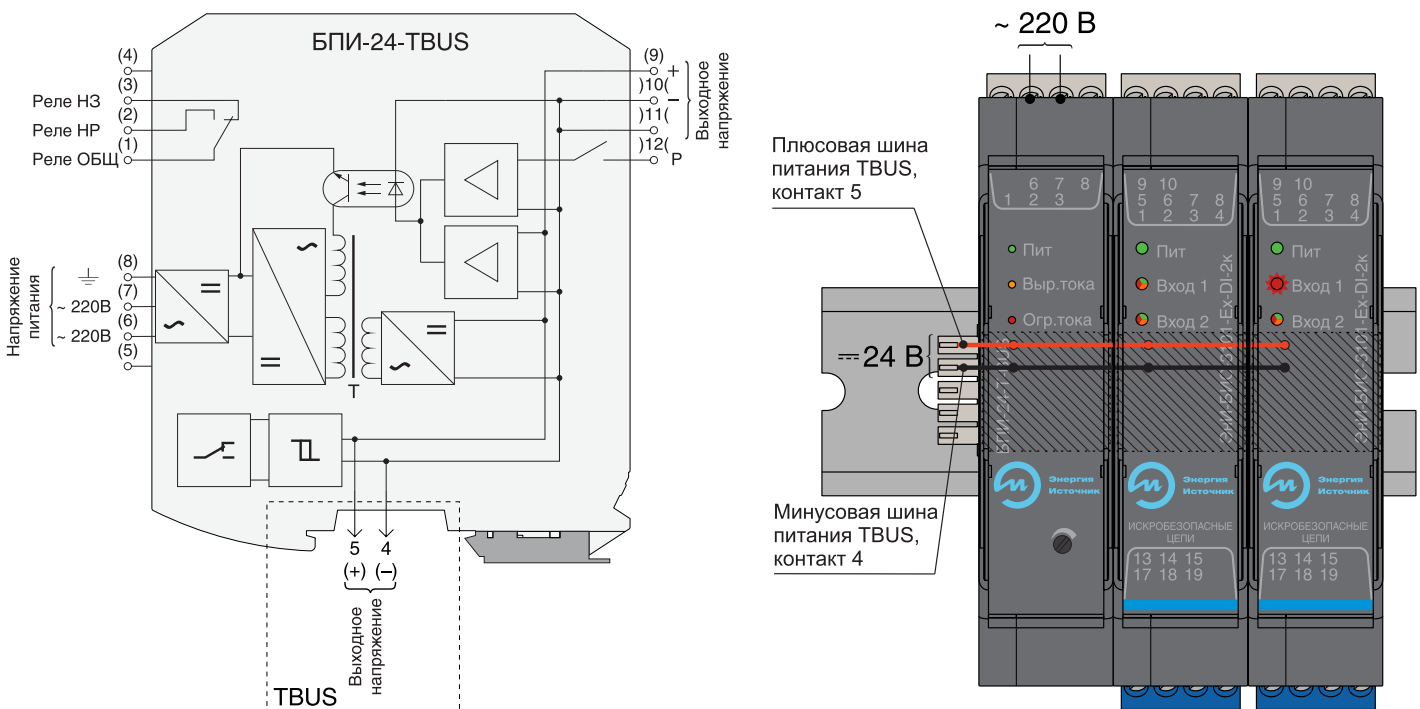 БПИ-24-TBUS
(4)
(3)
Реле НЗ
(2)
Реле НР
(1)
Реле ОБЩ
(9)
+
)10(
−
)11(
)12(
Р
Выходное
напряжение
Напряжение
питания
(8)
(7)
~ 220В
(6)
~ 220В
(5)
T
5 4
(+) (−)
Выходное
напряжение
TBUS
~ 220 В
Плюсовая шина
питания TBUS,
контакт 5
24 В
Минусовая шина
питания TBUS,
контакт 4
6 7 8
1 2 3
Пит
Выр.тока
Огр.тока
БПИ-24-T-BUS
Энергия
Источник
9 10
5 6 7 8
1 2 3 4
Пит
Вход 1
Вход 2
ЭнИ-БИС-3101-Ex-DI-2к
Энергия
Источник
ИСКРОБЕЗОПАСНЫЕ
ЦЕПИ
13 14 15
17 18 19
9 10
5 6 7 8
1 2 3 4
Пит
Вход 1
Вход 2
ЭнИ-БИС-3101-Ex-DI-2к
Энергия
Источник
ИСКРОБЕЗОПАСНЫЕ
ЦЕПИ
13 14 15
17 18 19